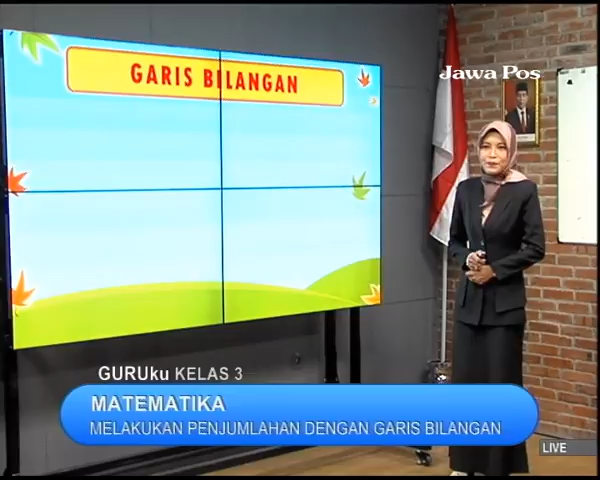 GARIS BILANGAN
Jawa Pos
GURUku KELAS 3
MATEMATIKA
MELAKUKAN PENJUMLAHAN DENGAN GARIS BILANGAN
LIVE